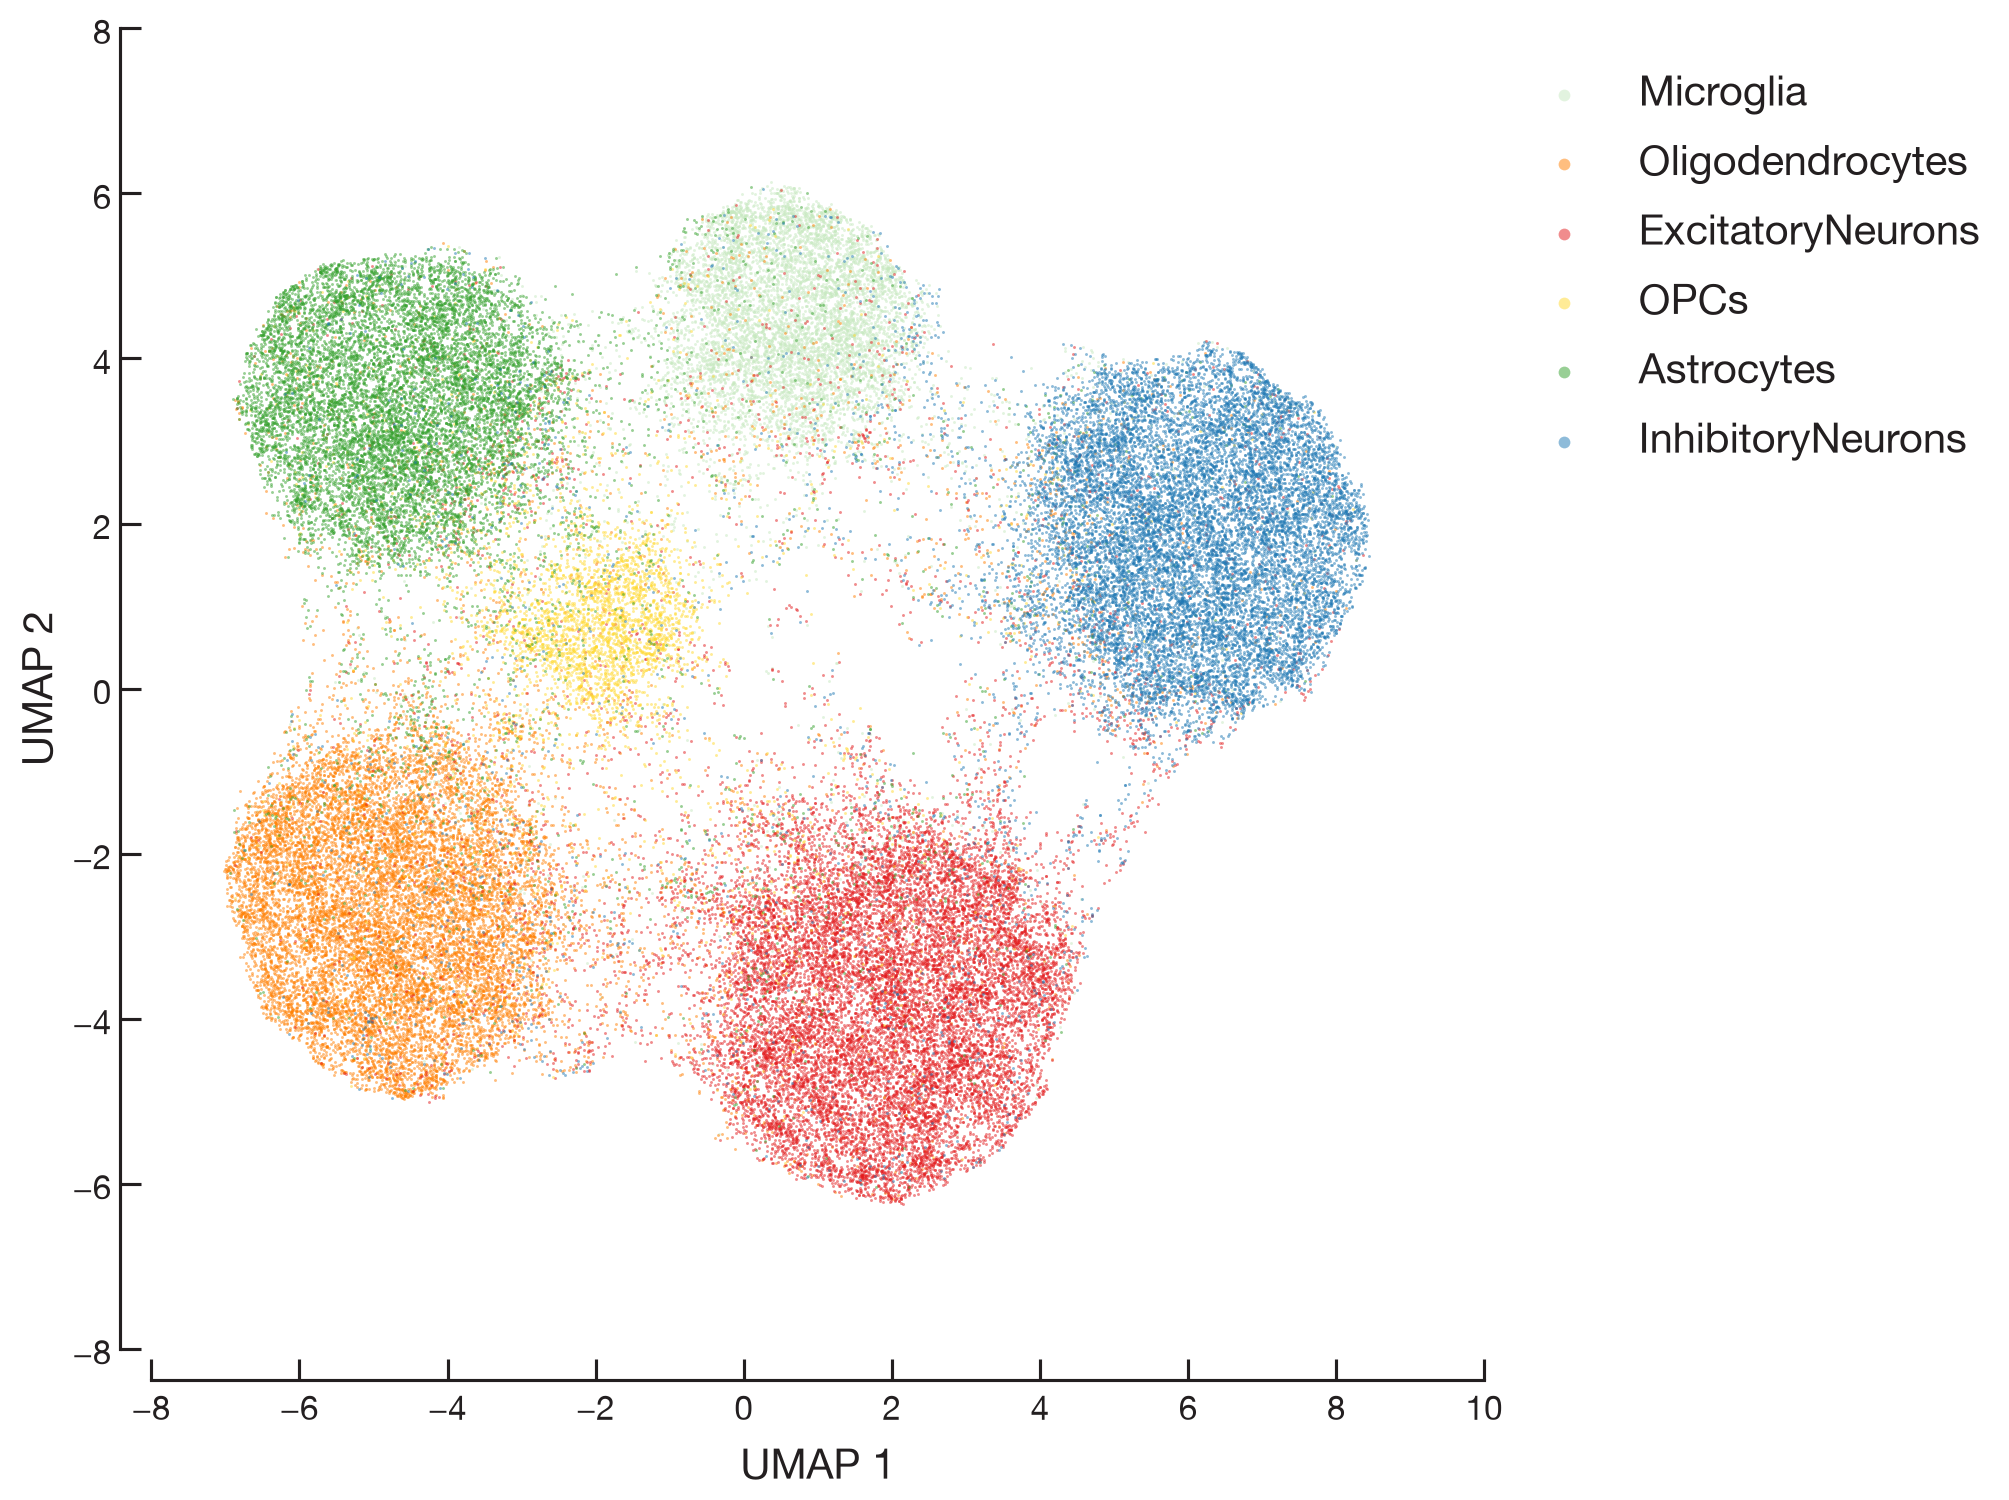 8
6
4
2
0
−2
−4
−6
−8
UMAP 2
−8 −6 −4 −2 0 2 4 6 8 10
UMAP 1
Microglia
Oligodendrocytes
ExcitatoryNeurons
OPCs
Astrocytes
InhibitoryNeurons